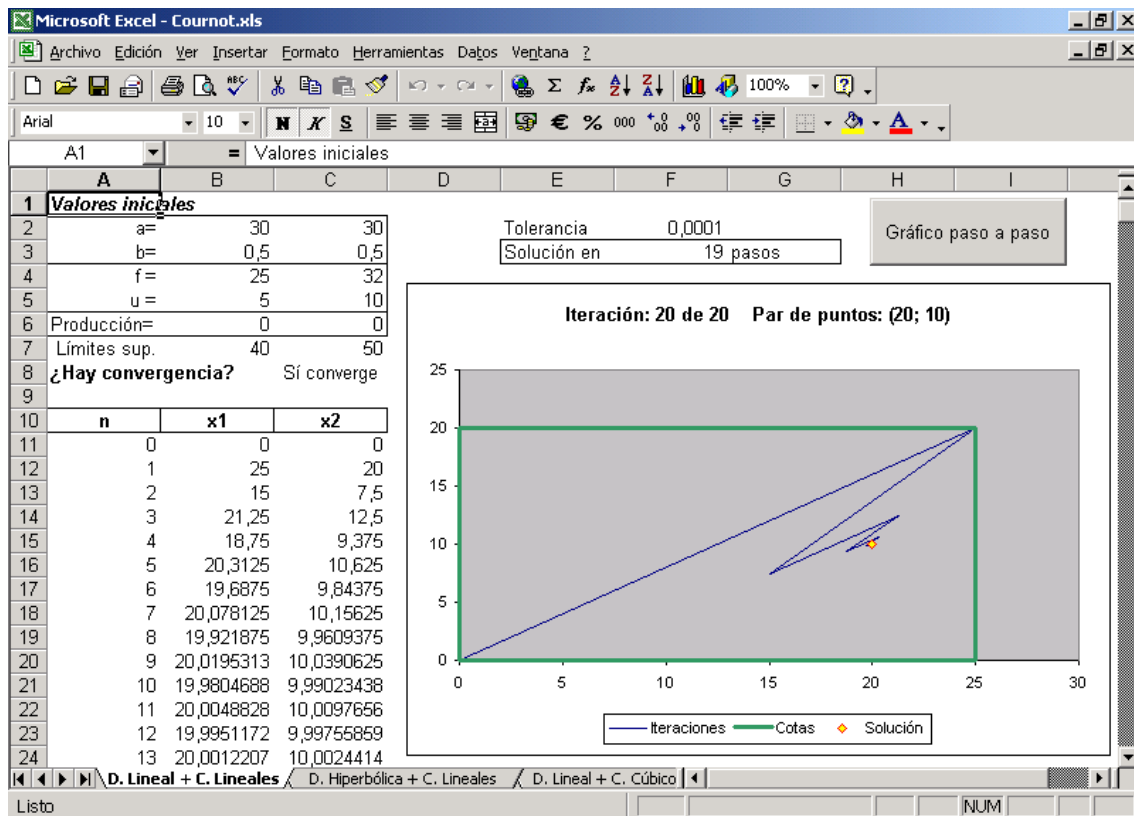 Microsoft Excel - Cournot.xls
Archivo Edición Ver Insertar Formato Herramientas Datos Ventana ?
100%
Arial 10 N K S € % 000
A1 = Valores iniciales
A B C D E F G H I
1 Valores iniciales
2 a= 30 30 Tolerancia 0,0001
Gráfico paso a paso
3 b= 0,5 0,5 Solución en 19 pasos
4 f = 25 32
5 u = 5 10
6 Producción= 0 0
7 Límites sup. 40 50
8 ¿Hay convergencia? Sí converge
9
10 n x1 x2
11 0 0 0
12 1 25 20
13 2 15 7,5
14 3 21,25 12,5
15 4 18,75 9,375
16 5 20,3125 10,625
17 6 19,6875 9,84375
18 7 20,078125 10,15625
19 8 19,921875 9,9609375
20 9 20,0195313 10,0390625
21 10 19,9804688 9,99023438
22 11 20,0048828 10,0097656
23 12 19,9951172 9,99755859
24 13 20,0012207 10,0024414
Iteración: 20 de 20 Par de puntos: (20; 10)
25
20
15
10
5
0
0 5 10 15 20 25 30
Iteraciones Cotas Solución
D. Lineal + C. Lineales D. Hiperbólica + C. Lineales D. Lineal + C. Cúbico
Listo NUM